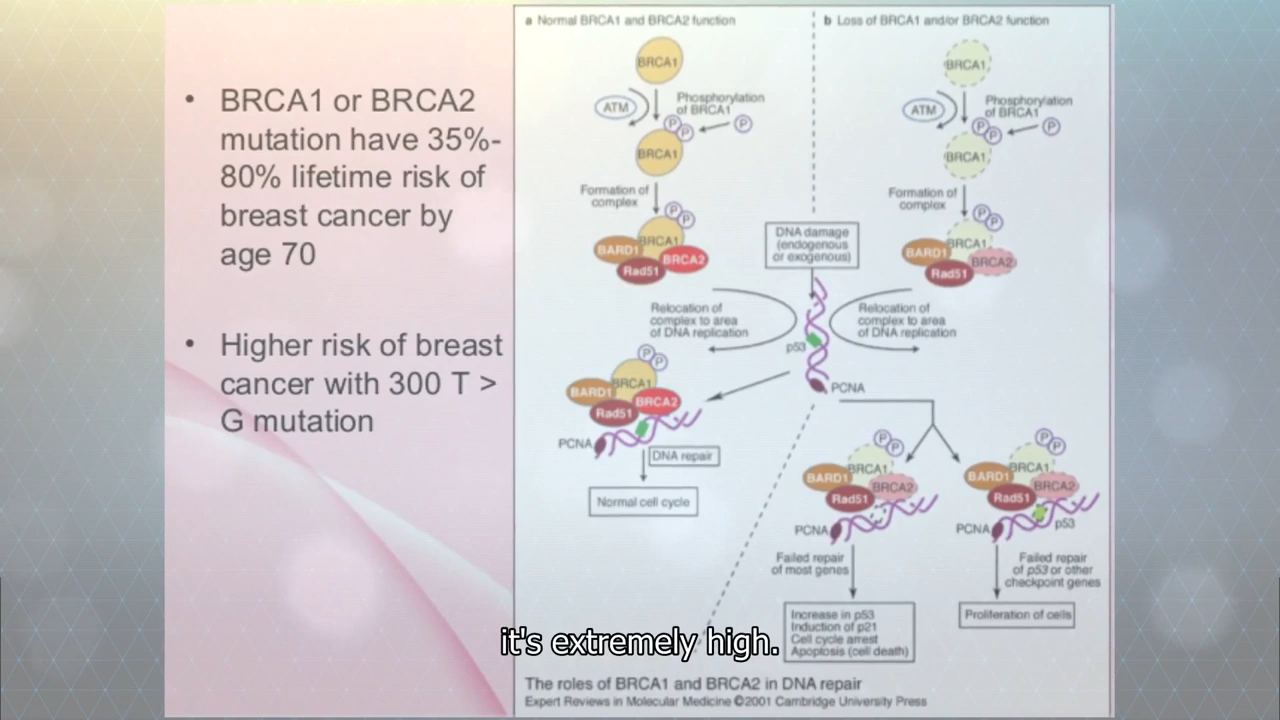 • BRCA1 or BRCA2
mutation have 35%-
80% lifetime risk of
breast cancer by
age 70
• Higher risk of breast
cancer with 300 T >
G mutation
a Normal BRCA1 and BRCA2 function
BRCA1
ATM
Phosphorylation
of BRCA1
P
P
P
BRCA1
Formation of
complex
P
P
BRCA1
BARD1
BRCA2
Rad51
Relocation of
complex to area
of DNA replication
P
P
BRCA1
BARD1
BRCA2
Rad51
PCNA
DNA repair
Normal cell cycle
DNA damage
(endogenous
or exogenous)
p53
PCNA
b Loss of BRCA1 and/or BRCA2 function
BRCA1
ATM
Phosphorylation
of BRCA1
P
P
P
BRCA1
Formation of
complex
P
P
BRCA1
BARD1
BRCA2
Rad51
Relocation of
complex to area
of DNA replication
P
P
BRCA1
BARD1
BRCA2
Rad51
PCNA
Failed repair
of most genes
Increase in p53
Induction of p21
Cell cycle arrest
Apoptosis (cell death)
P
P
BRCA1
BARD1
BRCA2
Rad51
PCNA
p53
Failed repair
of p53 or other
checkpoint genes
Proliferation of cells
it's extremely high.
The roles of BRCA1 and BRCA2 in DNA repair
Expert Reviews in Molecular Medicine ©2001 Cambridge University Press